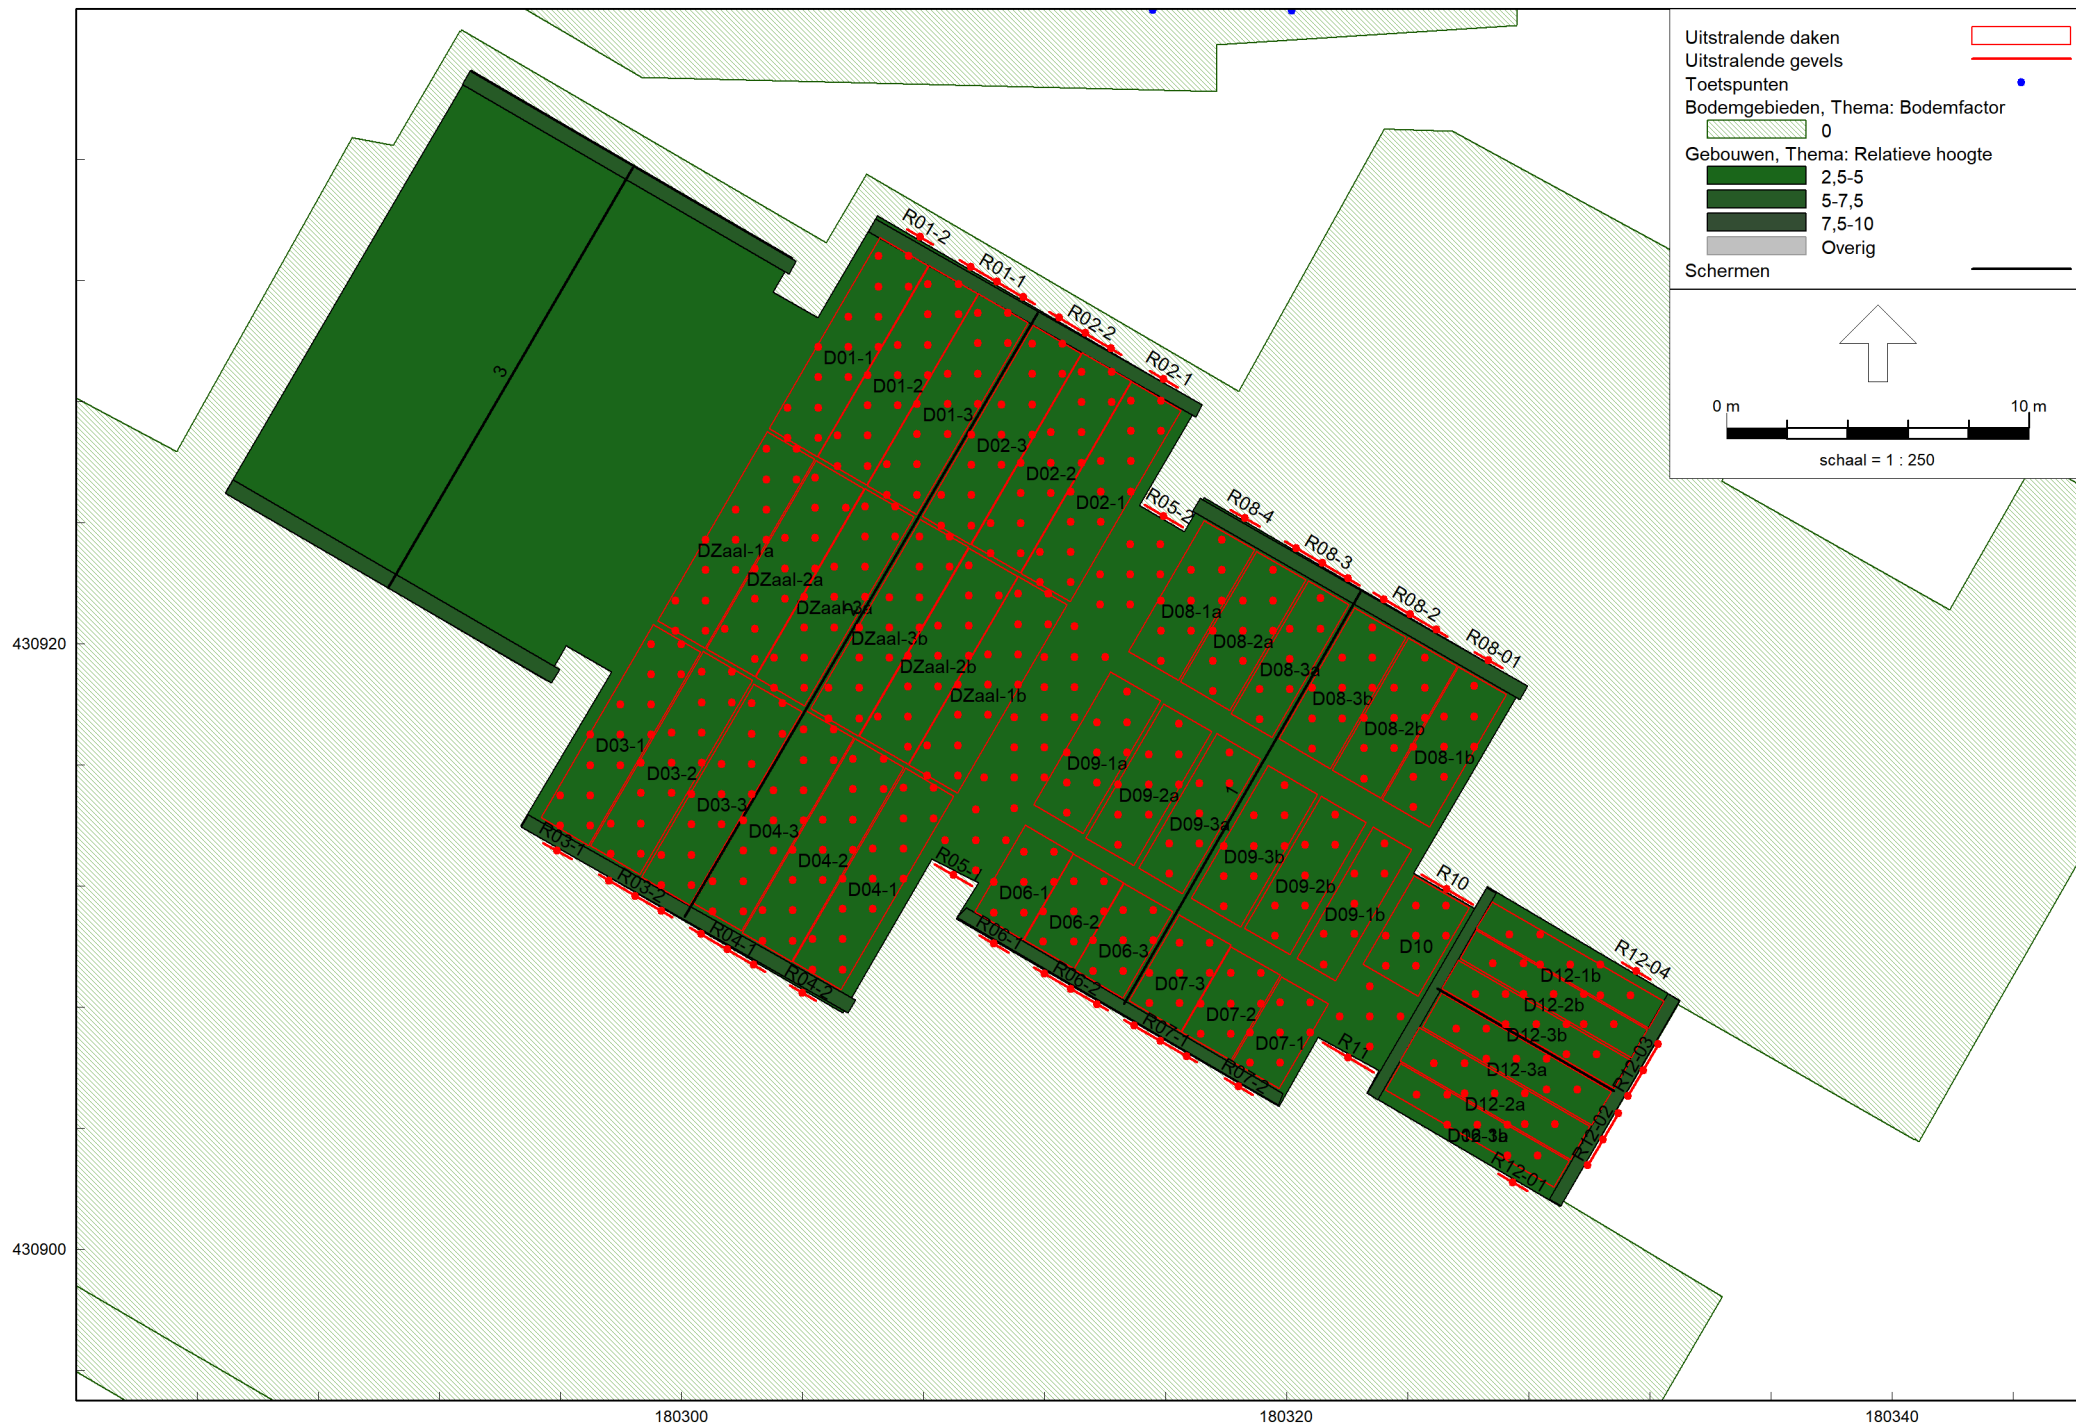 Uitstralende daken
Uitstralende gevels
Toetspunten
Bodemgebieden, Thema: Bodemfactor
0
Gebouwen, Thema: Relatieve hoogte
2,5-5
5-7,5
7,5-10
Overig
Schermen
0 m
10 m
schaal = 1 : 250
R01-2
R01-1
R02-2
R02-1
3
D01-1
D01-2
D01-3
D02-3
D02-2
D02-1
R05-2
R08-4
R08-3
R08-2
R08-01
DZaal-1a
DZaal-2a
DZaal-3a
2
DZaal-3b
DZaal-2b
DZaal-1b
D08-1a
D08-2a
D08-3a
D08-3b
D08-2b
D08-1b
430920
D03-1
D03-2
D03-3
D04-3
D04-2
D04-1
D09-1a
D09-2a
D09-3a
1
D09-3b
D09-2b
D09-1b
R03-1
R03-2
R04-1
R04-2
R05-1
D06-1
D06-2
D06-3
D07-3
D07-2
D07-1
R10
D10
R06-1
R06-2
R07-1
R07-2
R11
R12-04
D12-1b
D12-2b
D12-3b
D12-3a
D12-2a
R12-03
R12-02
R12-01
430900
180300
180320
180340